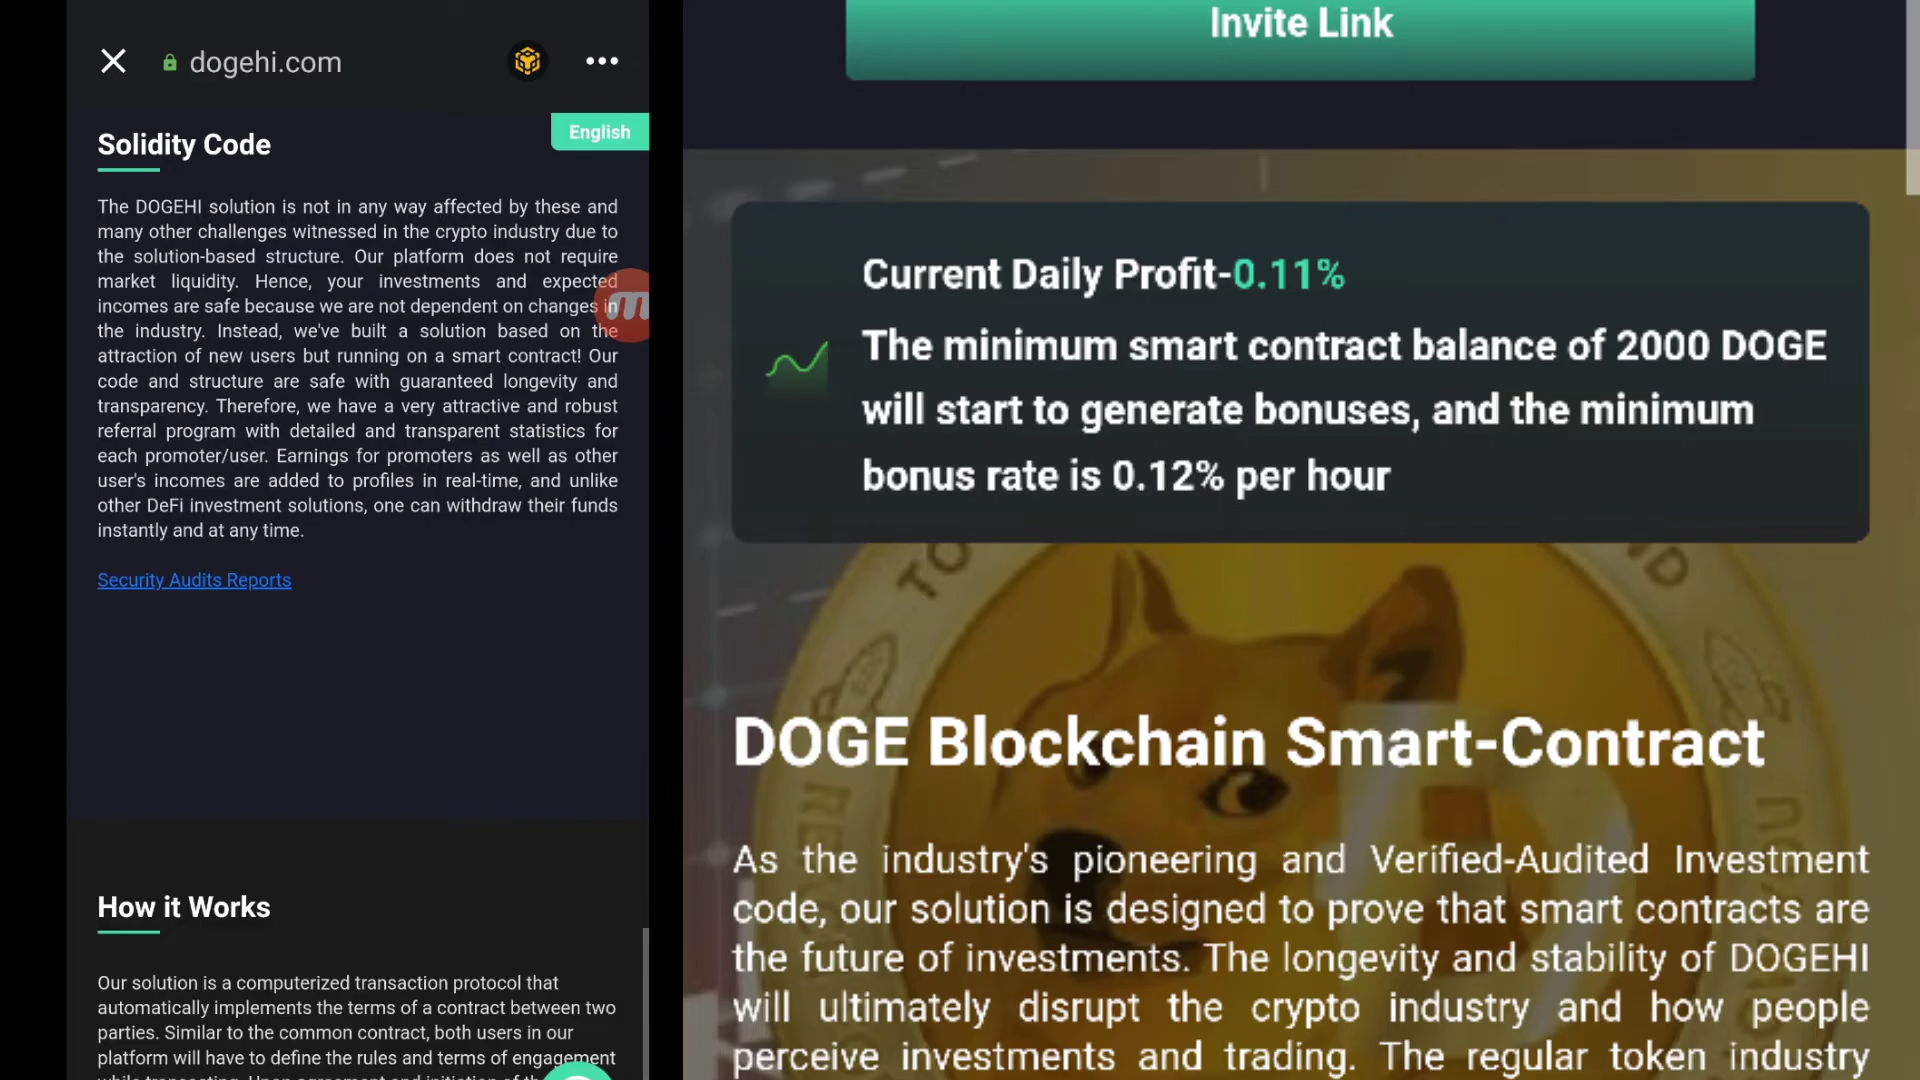 dogehi.com
English
Solidity Code
The DOGEHI solution is not in any way affected by these and
many other challenges witnessed in the crypto industry due to
the solution-based structure. Our platform does not require
market liquidity. Hence, your investments and expected
incomes are safe because we are not dependent on changes in
the industry. Instead, we've built a solution based on the
attraction of new users but running on a smart contract! Our
code and structure are safe with guaranteed longevity and
transparency. Therefore, we have a very attractive and robust
referral program with detailed and transparent statistics for
each promoter/user. Earnings for promoters as well as other
user's incomes are added to profiles in real-time, and unlike
other DeFi investment solutions, one can withdraw their funds
instantly and at any time.
Security Audits Reports
How it Works
Our solution is a computerized transaction protocol that
automatically implements the terms of a contract between two
parties. Similar to the common contract, both users in our
platform will have to define the rules and terms of engagement
Invite Link
Current Daily Profit-0.11%
The minimum smart contract balance of 2000 DOGE
will start to generate bonuses, and the minimum
bonus rate is 0.12% per hour
DOGE Blockchain Smart-Contract
As the industry's pioneering and Verified-Audited Investment
code, our solution is designed to prove that smart contracts are
the future of investments. The longevity and stability of DOGEHI
will ultimately disrupt the crypto industry and how people
perceive investments and trading. The regular token industry